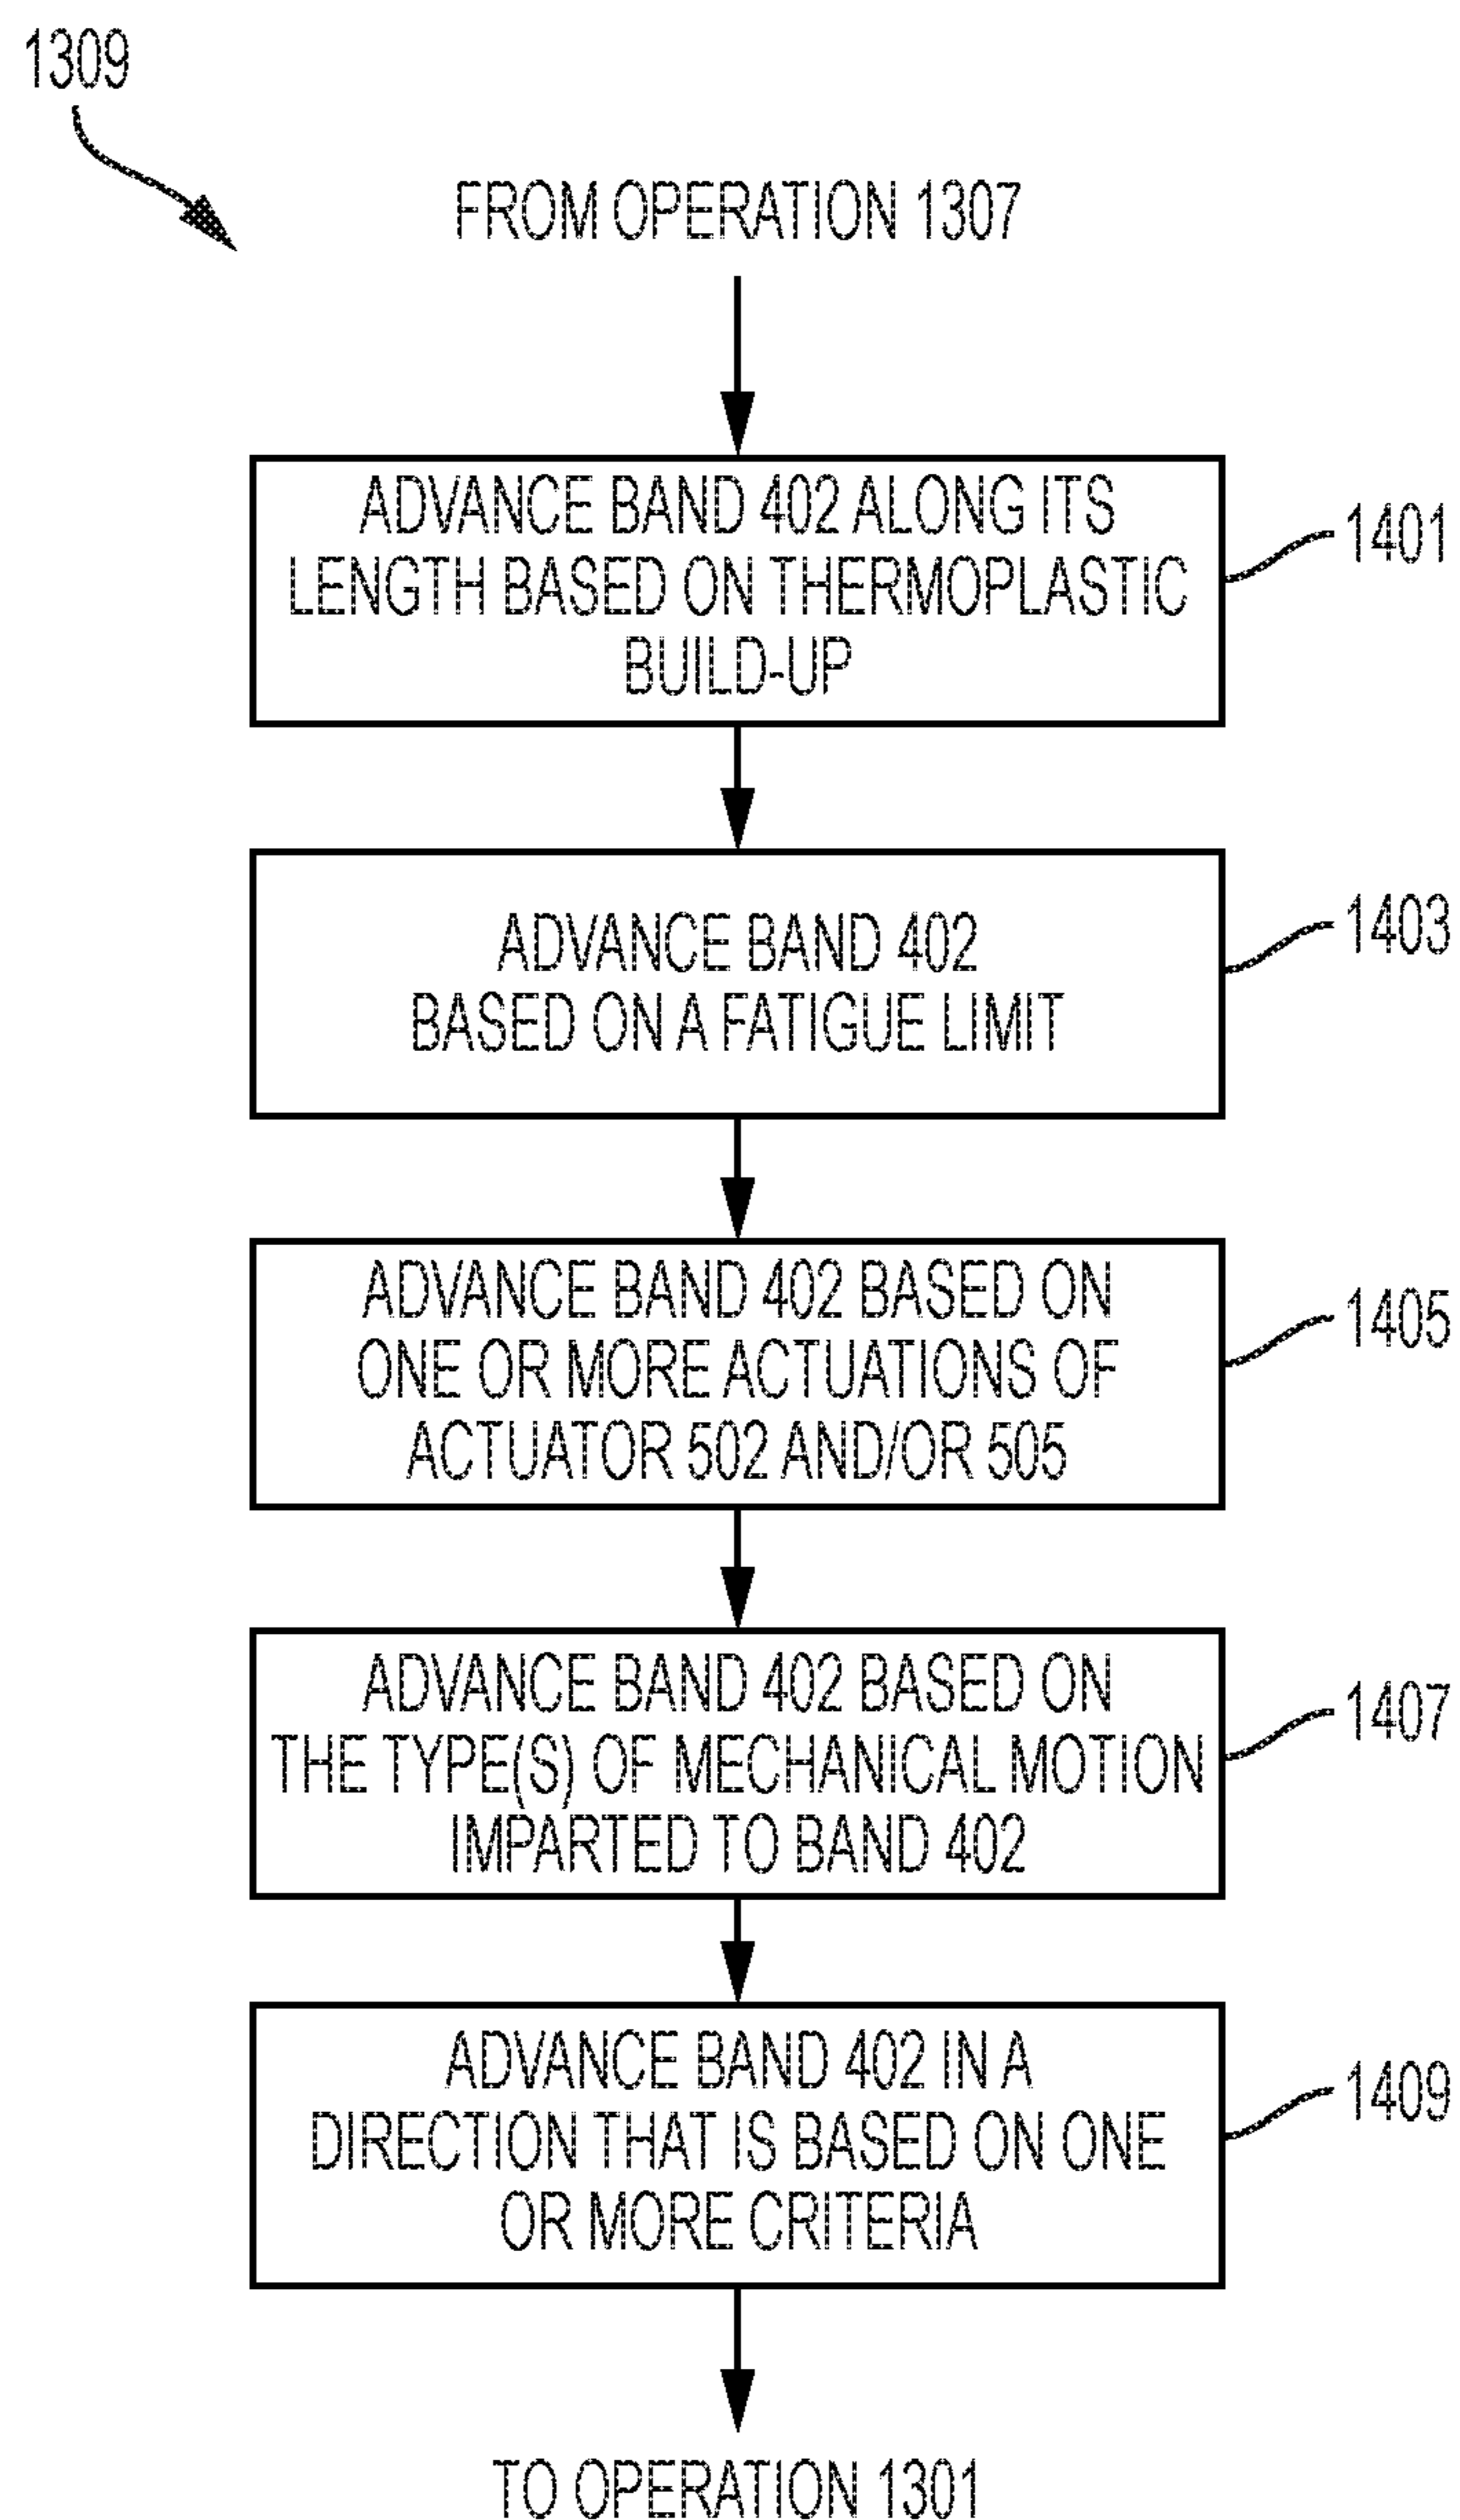 1309
FROM OPERATION 1307
ADVANCE BAND 402 ALONG ITS
LENGTH BASED ON THERMOPLASTIC
BUILD-UP
1401
ADVANCE BAND 402
BASED ON A FATIGUE LIMIT
1403
ADVANCE BAND 402 BASED ON
ONE OR MORE ACTUATIONS OF
ACTUATOR 502 AND/OR 505
1405
ADVANCE BAND 402 BASED ON
THE TYPE(S) OF MECHANICAL MOTION
IMPARTED TO BAND 402
1407
ADVANCE BAND 402 IN A
DIRECTION THAT IS BASED ON ONE
OR MORE CRITERIA
1409
TO OPERATION 1301